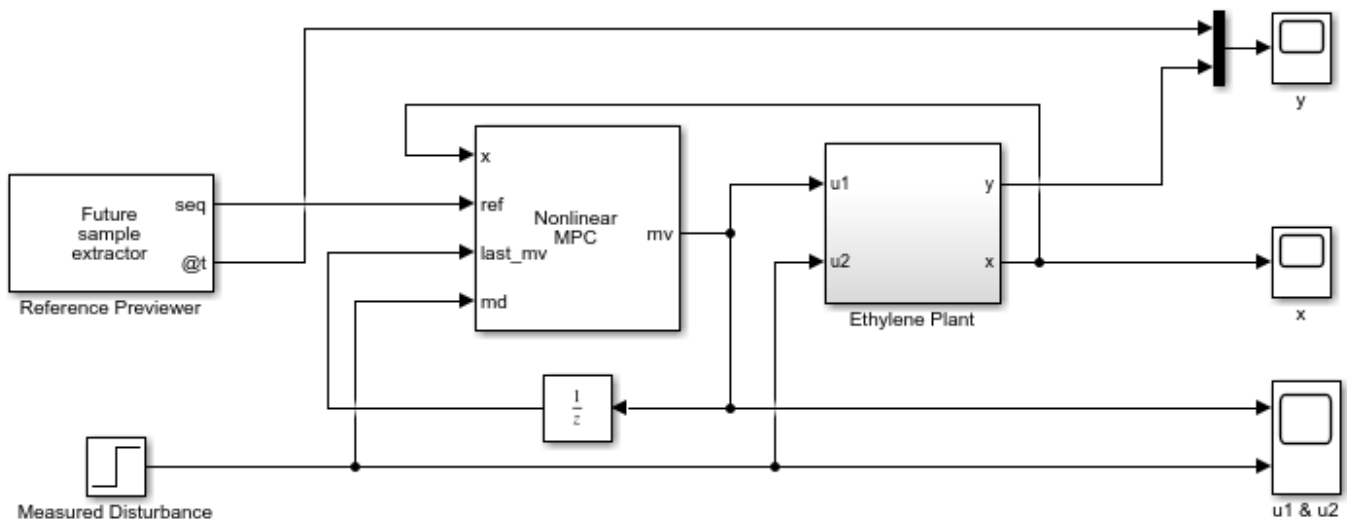 y
x
ref
last_mv
md
Nonlinear
MPC
mv
u1
u2
y
x
Ethylene Plant
Future
sample
extractor
seq
@t
Reference Previewer
x
1
z
Measured Disturbance
u1 & u2